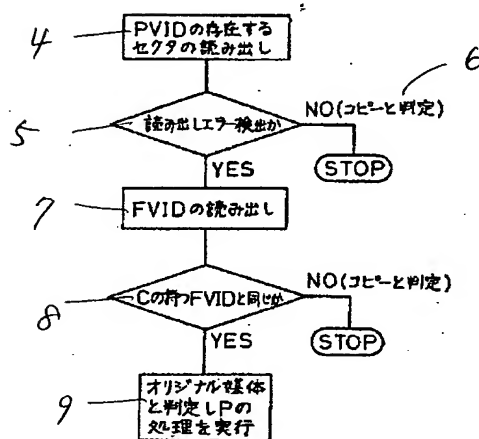 4
PVIDの存在する
セクタの読み出し
6
5
読み出しエラー検出か
NO(コピーと判定)
STOP
YES
7
FVIDの読み出し
8
Cの持つFVIDと同じか
NO(コピーと判定)
STOP
YES
9
オリジナル媒体
と判定しPの
処理を実行